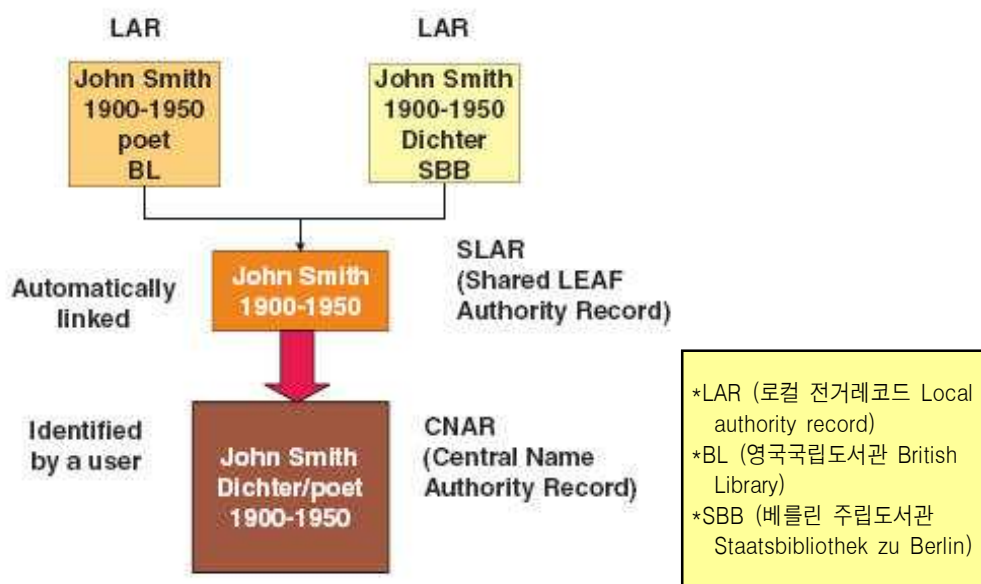 LAR
LAR
John Smith
1900-1950
poet
BL
John Smith
1900-1950
Dichter
SBB
Automatically
linked
John Smith
1900-1950
SLAR
(Shared LEAF
Authority Record)
Identified
by a user
John Smith
Dichter/poet
1900-1950
CNAR
(Central Name
Authority Record)
*LAR (로컬 전거레코드 Local
authority record)
*BL (영국국립도서관 British
Library)
*SBB (베를린 주립도서관
Staatsbibliothek zu Berlin)